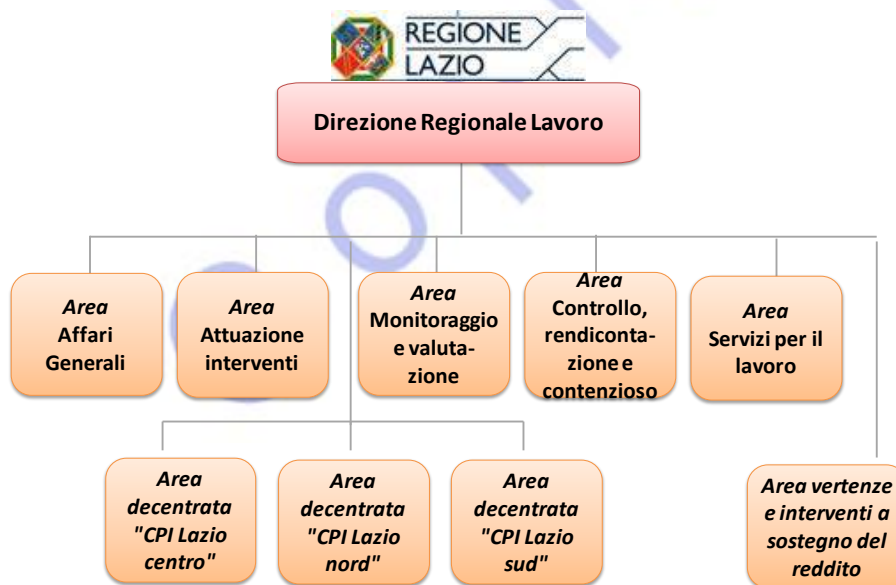 REGIONE
LAZIO
Direzione Regionale Lavoro
Area
Affari
Generali
Area
Attuazione
interventi
Area
Monitoraggio
e valuta-
zione
Area
Controllo,
rendiconta-
zione e
contenzioso
Area
Servizi per il
lavoro
Area
decentrata
"CPI Lazio
centro"
Area
decentrata
"CPI Lazio
nord"
Area
decentrata
"CPI Lazio
sud"
Area vertenze
e interventi a
sostegno del
reddito